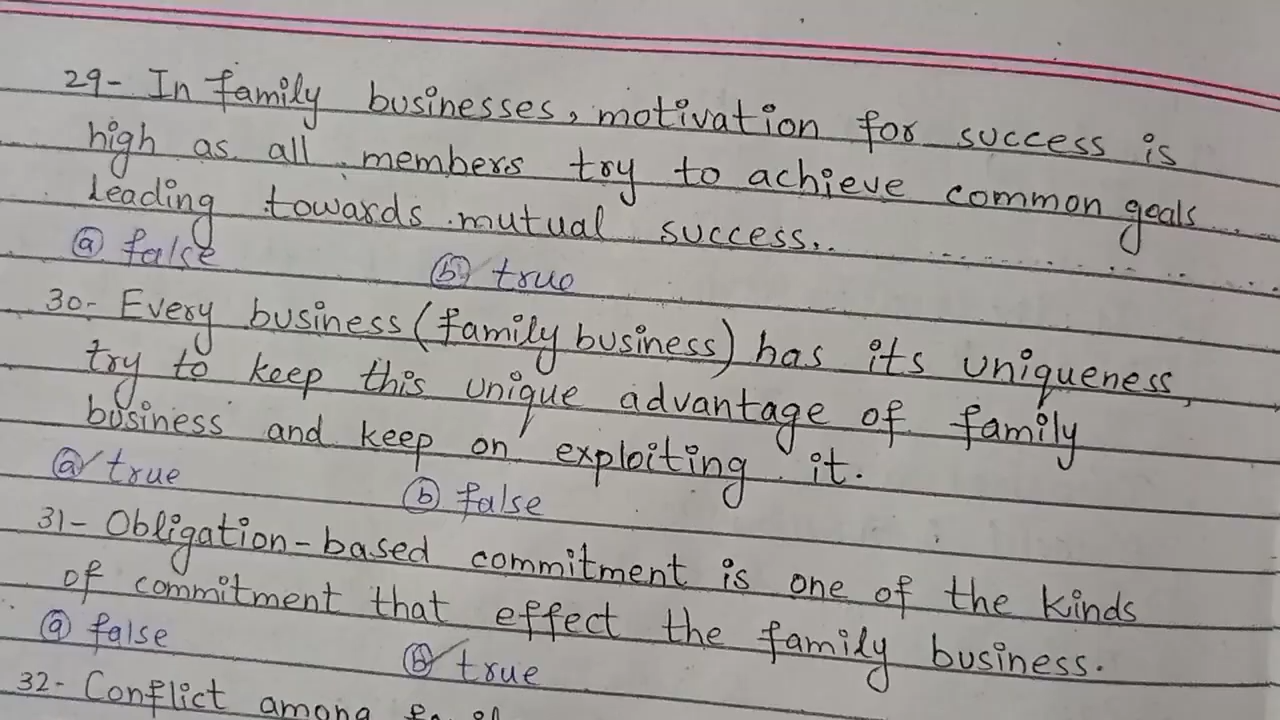 29- In family businesses, motivation for success is
high as all members try to achieve common goals
leading towards mutual success..
ⓐ false ⓑ true
30- Every business (family business) has its uniqueness,
try to keep this unique advantage of family
business and keep on exploiting it.
ⓐ true ⓑ false
31- Obligation-based commitment is one of the kinds
of commitment that effect the family business.
ⓐ false ⓑ true
32- Conflict among